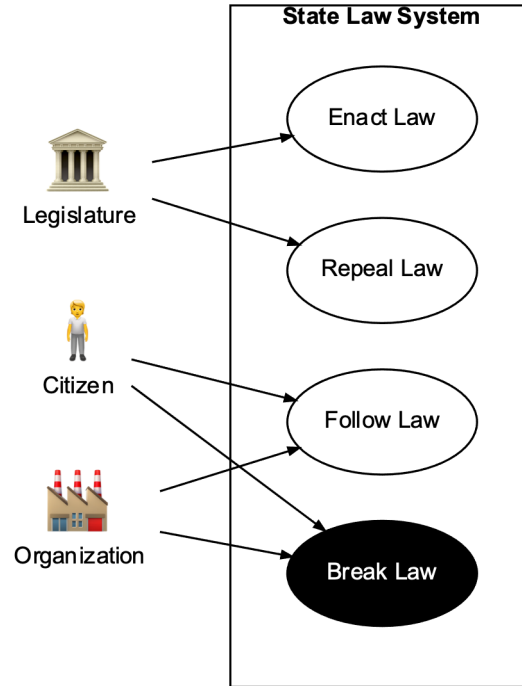 State Law System
Enact Law
Legislature
Repeal Law
Citizen
Follow Law
Organization
Break Law